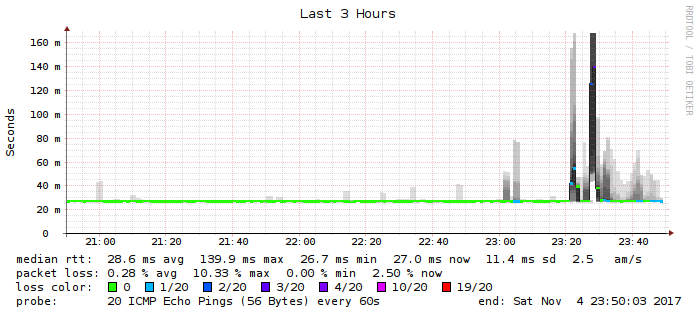 Last 3 Hours
RRDTOOL / TOBI OETIKER
Seconds
160 m
140 m
120 m
100 m
80 m
60 m
40 m
20 m
0
21:00 21:20 21:40 22:00 22:20 22:40 23:00 23:20 23:40
median rtt: 28.6 ms avg 139.9 ms max 26.7 ms min 27.0 ms now 11.4 ms sd 2.5 am/s
packet loss: 0.28 % avg 10.33 % max 0.00 % min 2.50 % now
loss color: 0 1/20 2/20 3/20 4/20 10/20 19/20
probe: 20 ICMP Echo Pings (56 Bytes) every 60s end: Sat Nov 4 23:50:03 2017